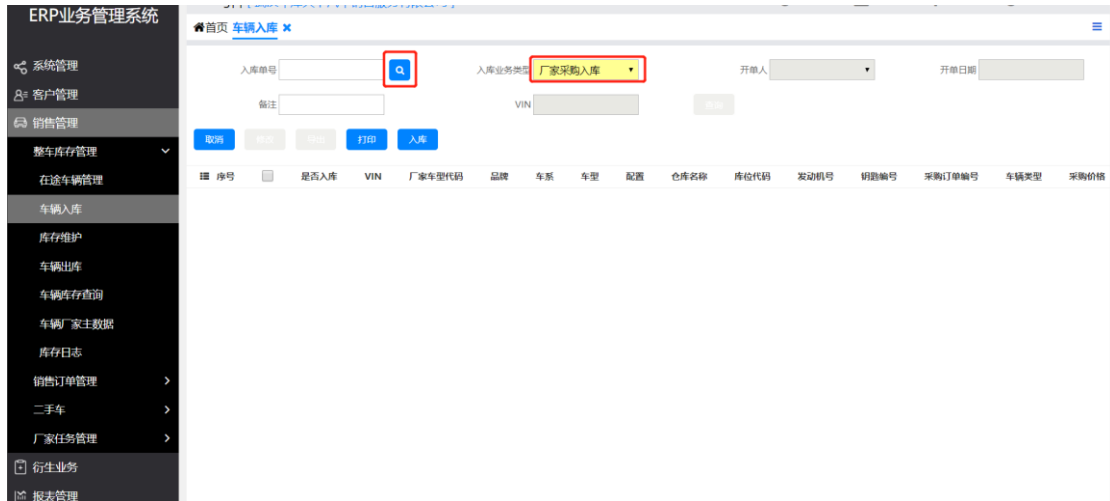 ERP业务管理系统
首页 车辆入库 ×
系统管理
客户管理
销售管理
整车库存管理
在途车辆管理
车辆入库
库存维护
车辆出库
车辆库存查询
车辆厂家主数据
库存日志
销售订单管理
二手车
厂家任务管理
衍生业务
报表管理
入库单号 入库业务类型 厂家采购入库 开单人 开单日期
备注 VIN
取消 打印 入库
序号 是否入库 VIN 厂家车型代码 品牌 车系 车型 配置 仓库名称 库位代码 发动机号 钥匙编号 采购订单编号 车辆类型 采购价格